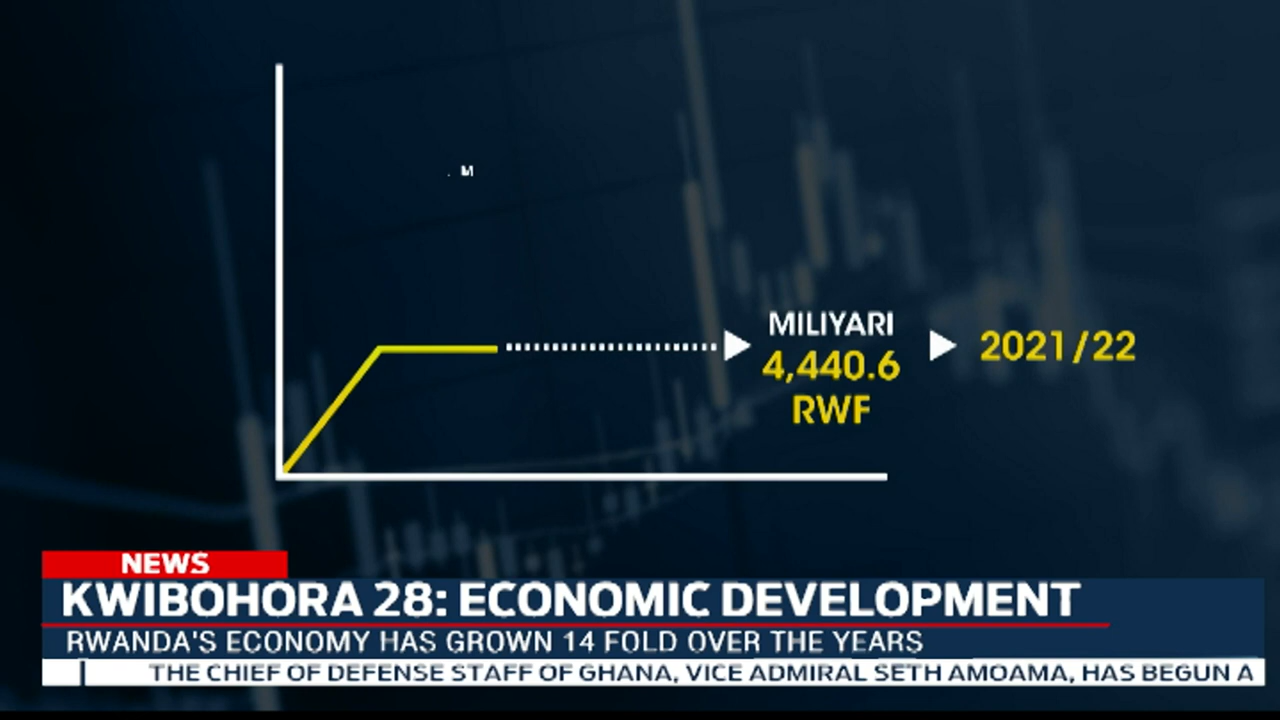 M
MILIYARI
4,440.6
RWF
2021/22
NEWS
KWIBOHORA 28: ECONOMIC DEVELOPMENT
RWANDA'S ECONOMY HAS GROWN 14 FOLD OVER THE YEARS
THE CHIEF OF DEFENSE STAFF OF GHANA, VICE ADMIRAL SETH AMOAMA, HAS BEGUN A